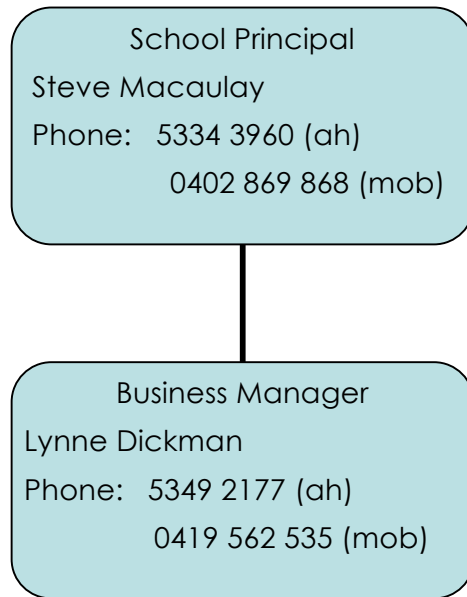 School Principal
Steve Macaulay
Phone: 5334 3960 (ah)
0402 869 868 (mob)
Business Manager
Lynne Dickman
Phone: 5349 2177 (ah)
0419 562 535 (mob)